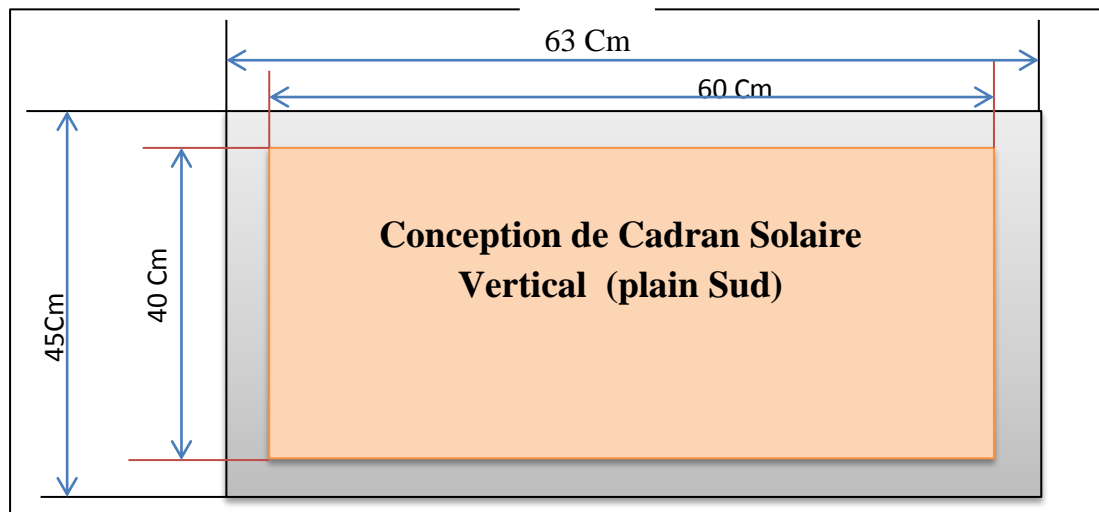 63 Cm
60 Cm
Conception de Cadran Solaire
Vertical (plain Sud)
40 Cm
45Cm